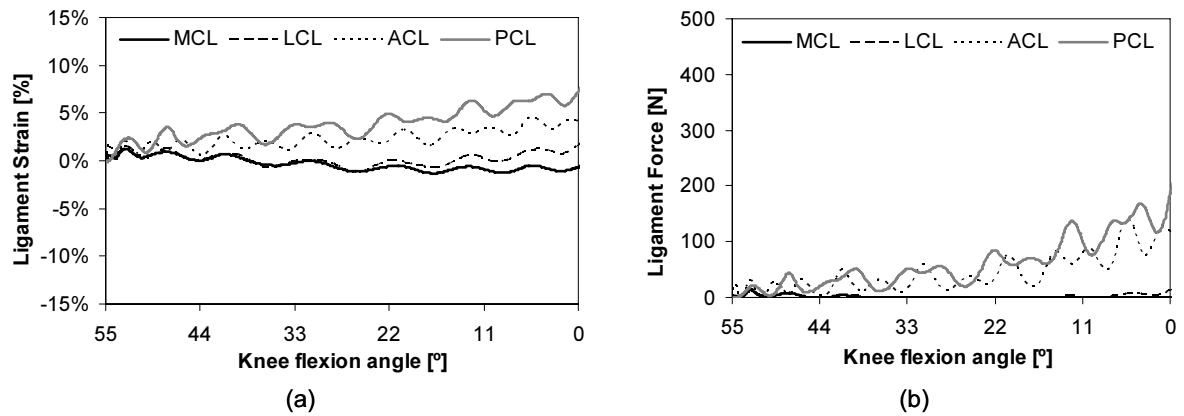 15%
10%
5%
0%
-5%
-10%
-15%
Ligament Strain [%]
MCL LCL ACL PCL
55 44 33 22 11 0
Knee flexion angle [º]
(a)
500
400
300
200
100
0
Ligament Force [N]
MCL LCL ACL PCL
55 44 33 22 11 0
Knee flexion angle [º]
(b)